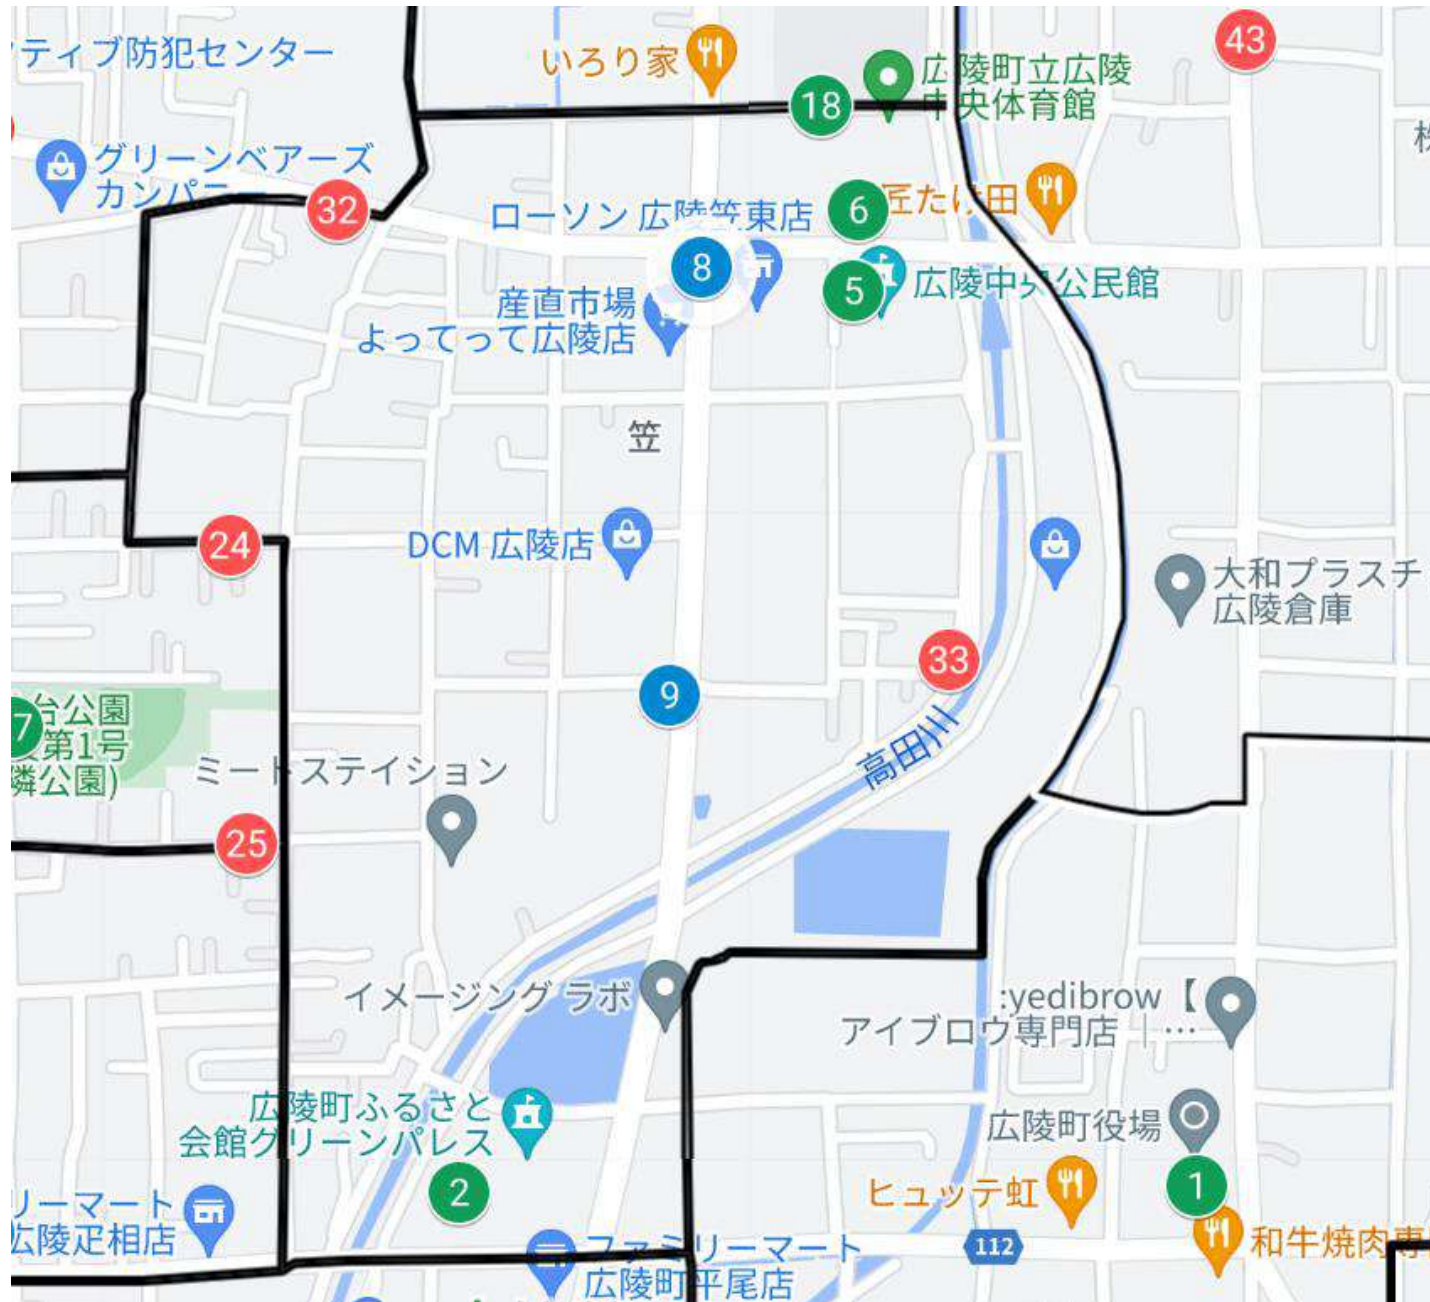 ティブ防犯センター
いろり家
43
広陵町立広陵
中央体育館
18
グリーンベアーズ
カンパニー
32
ローソン 広陵笠東店
6
匠たけ田
8
5
広陵中央公民館
産直市場
よってって広陵店
笠
24
DCM 広陵店
大和プラスチ
広陵倉庫
33
9
7
台公園
第1号
隣公園)
高田川
ミートステイション
25
イメージング ラボ
:yedibrow【
アイブロウ専門店 | …
広陵町ふるさと
会館グリーンパレス
広陵町役場
2
1
ヒュッテ虹
リーマート
広陵疋相店
112
和牛焼肉専
ファミリーマート
広陵町平尾店